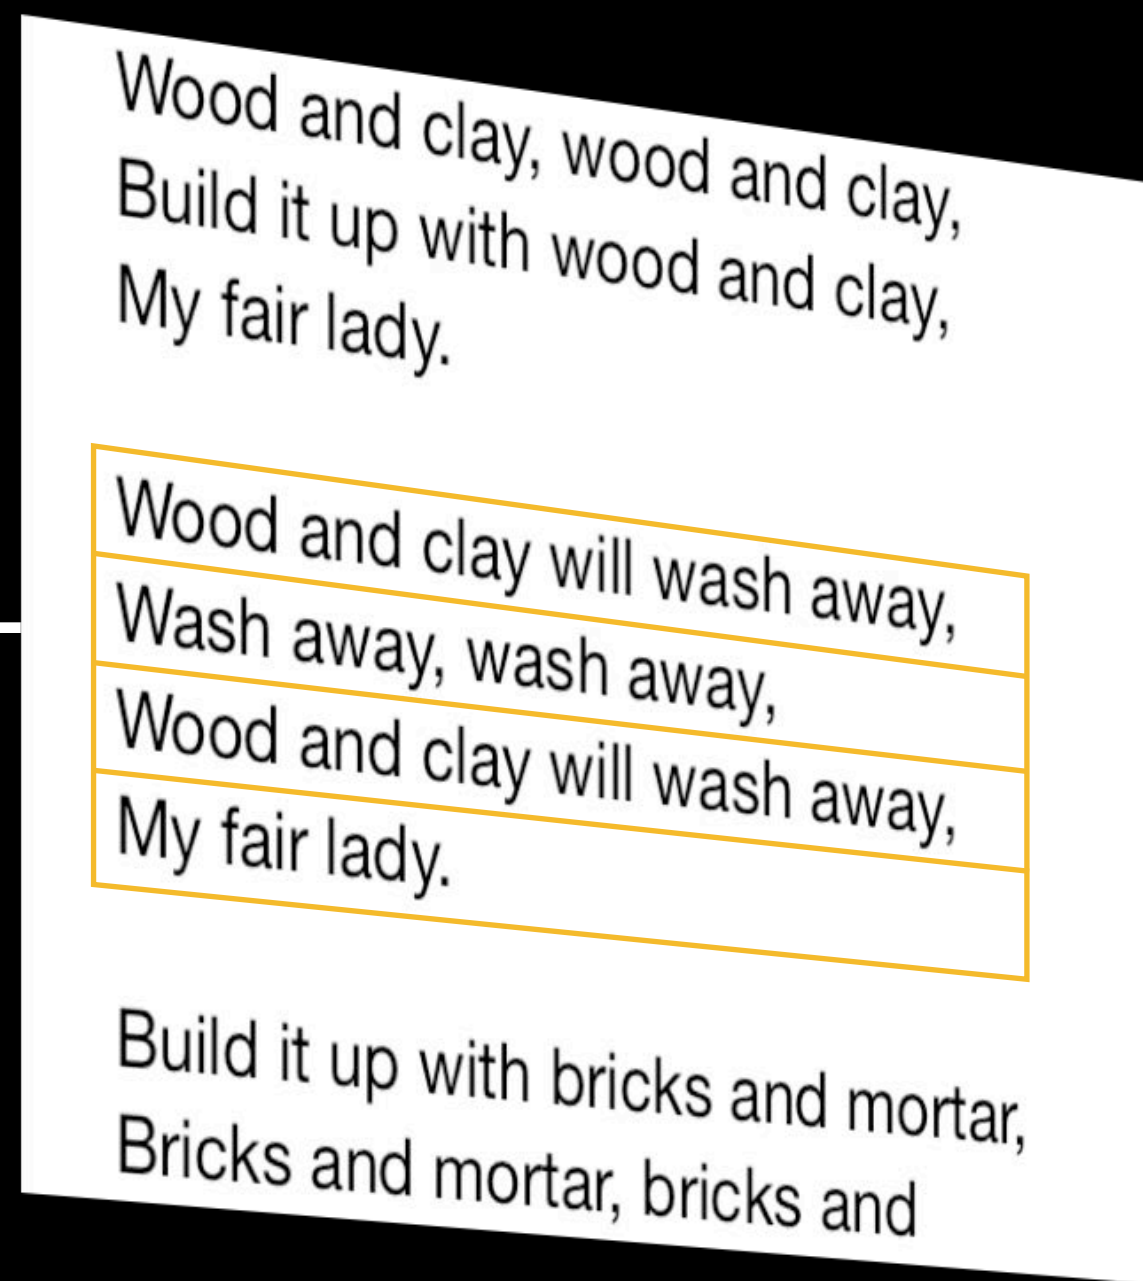 Wood and clay, wood and clay,
Build it up with wood and clay,
My fair lady.
Wood and clay will wash away,
Wash away, wash away,
Wood and clay will wash away,
My fair lady.
Build it up with bricks and mortar,
Bricks and mortar, bricks and